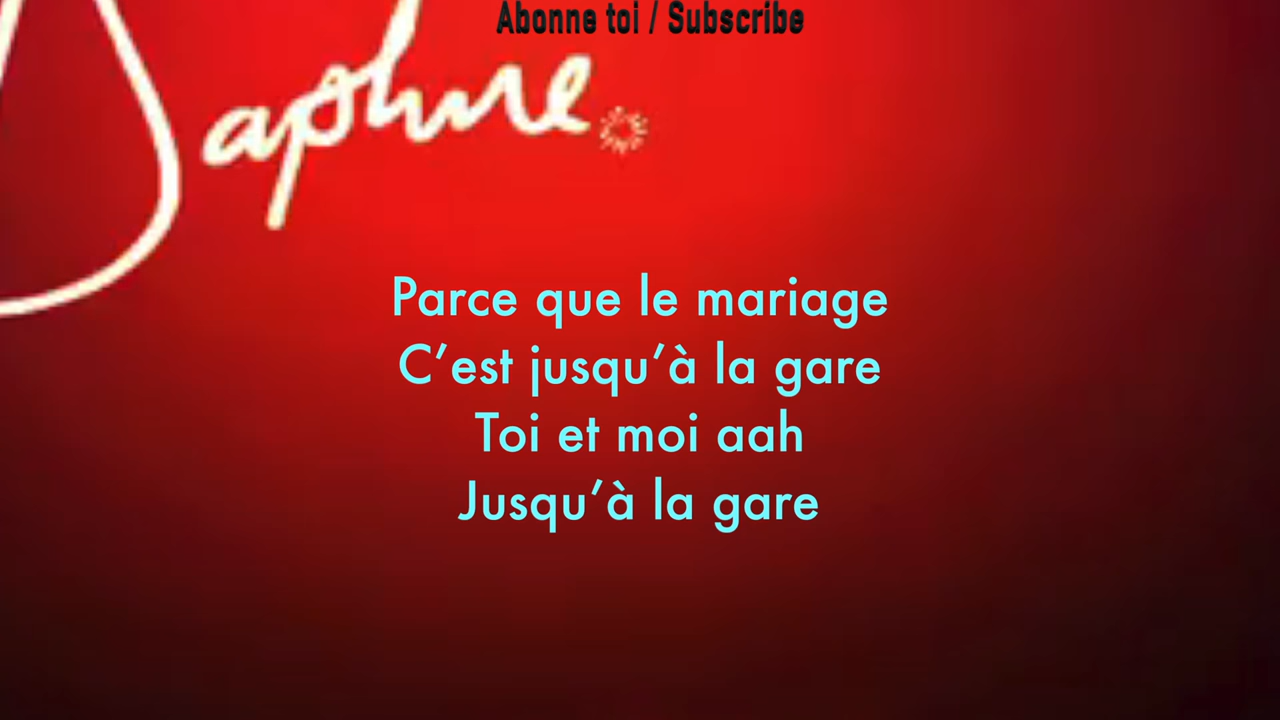 Abonne toi / Subscribe
Daphne
Parce que le mariage
C’est jusqu’à la gare
Toi et moi aah
Jusqu’à la gare